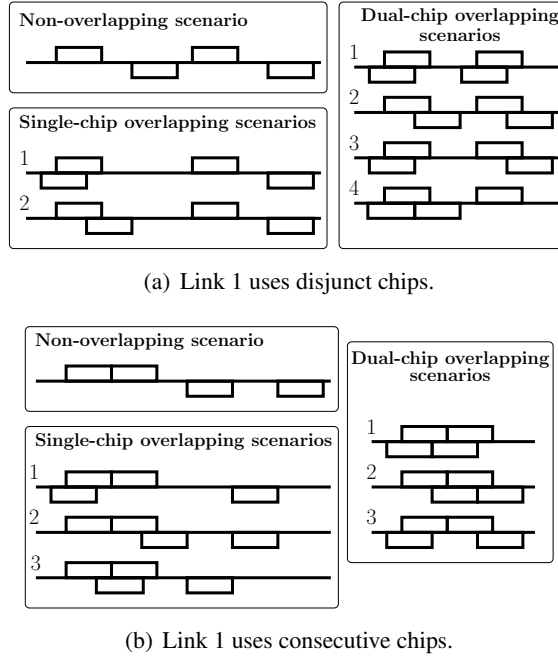 Non-overlapping scenario
Single-chip overlapping scenarios
1
2
Dual-chip overlapping
scenarios
1
2
3
4
(a) Link 1 uses disjunct chips.
Non-overlapping scenario
Single-chip overlapping scenarios
1
2
3
Dual-chip overlapping
scenarios
1
2
3
(b) Link 1 uses consecutive chips.